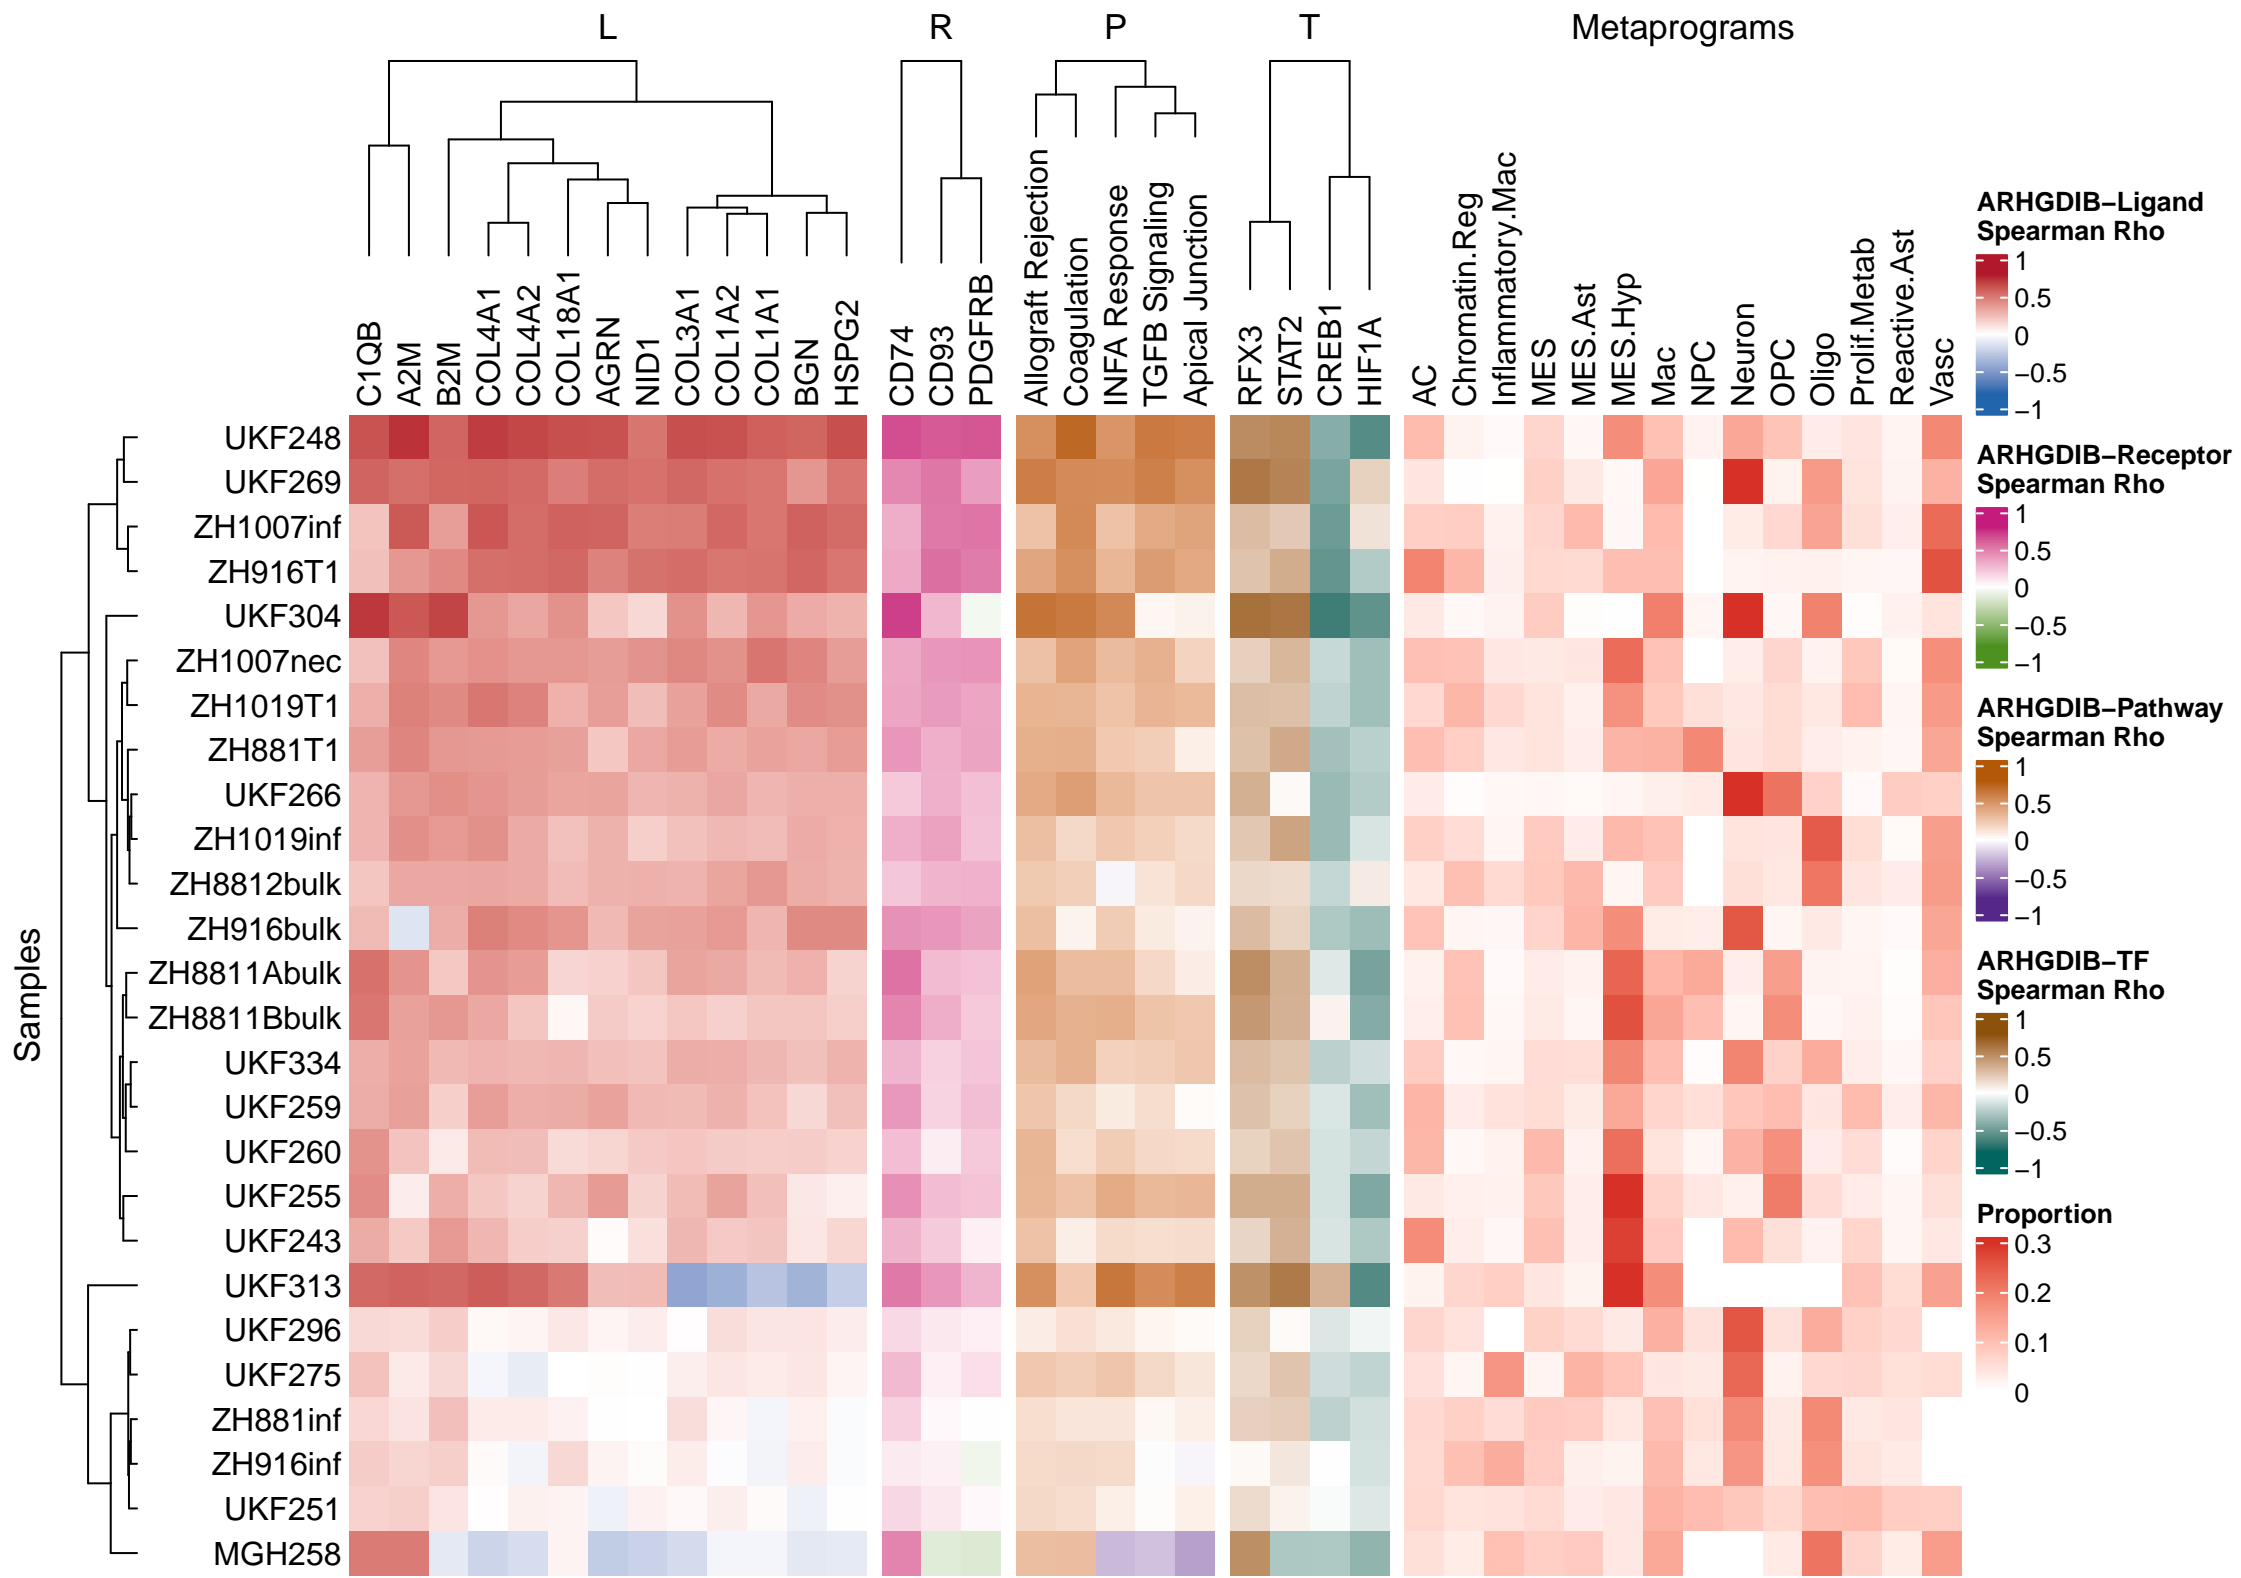 L R P T Metaprograms
C1QB
A2M
B2M
COL4A1
COL4A2
COL18A1
AGRN
NID1
COL3A1
COL1A2
COL1A1
BGN
HSPG2
CD74
CD93
PDGFRB
Allograft Rejection
Coagulation
INFA Response
TGFB Signaling
Apical Junction
RFX3
STAT2
CREB1
HIF1A
AC
Chromatin.Reg
Inflammatory.Mac
MES
MES.Ast
MES.Hyp
Mac
NPC
Neuron
OPC
Oligo
Prolif.Metab
Reactive.Ast
Vasc
Samples
UKF248
UKF269
ZH1007inf
ZH916T1
UKF304
ZH1007nec
ZH1019T1
ZH881T1
UKF266
ZH1019inf
ZH8812bulk
ZH916bulk
ZH8811Abulk
ZH8811Bbulk
UKF334
UKF259
UKF260
UKF255
UKF243
UKF313
UKF296
UKF275
ZH881inf
ZH916inf
UKF251
MGH258
ARHGDIB−Ligand
Spearman Rho
1
0.5
0
−0.5
−1
ARHGDIB−Receptor
Spearman Rho
1
0.5
0
−0.5
−1
ARHGDIB−Pathway
Spearman Rho
1
0.5
0
−0.5
−1
ARHGDIB−TF
Spearman Rho
1
0.5
0
−0.5
−1
Proportion
0.3
0.2
0.1
0